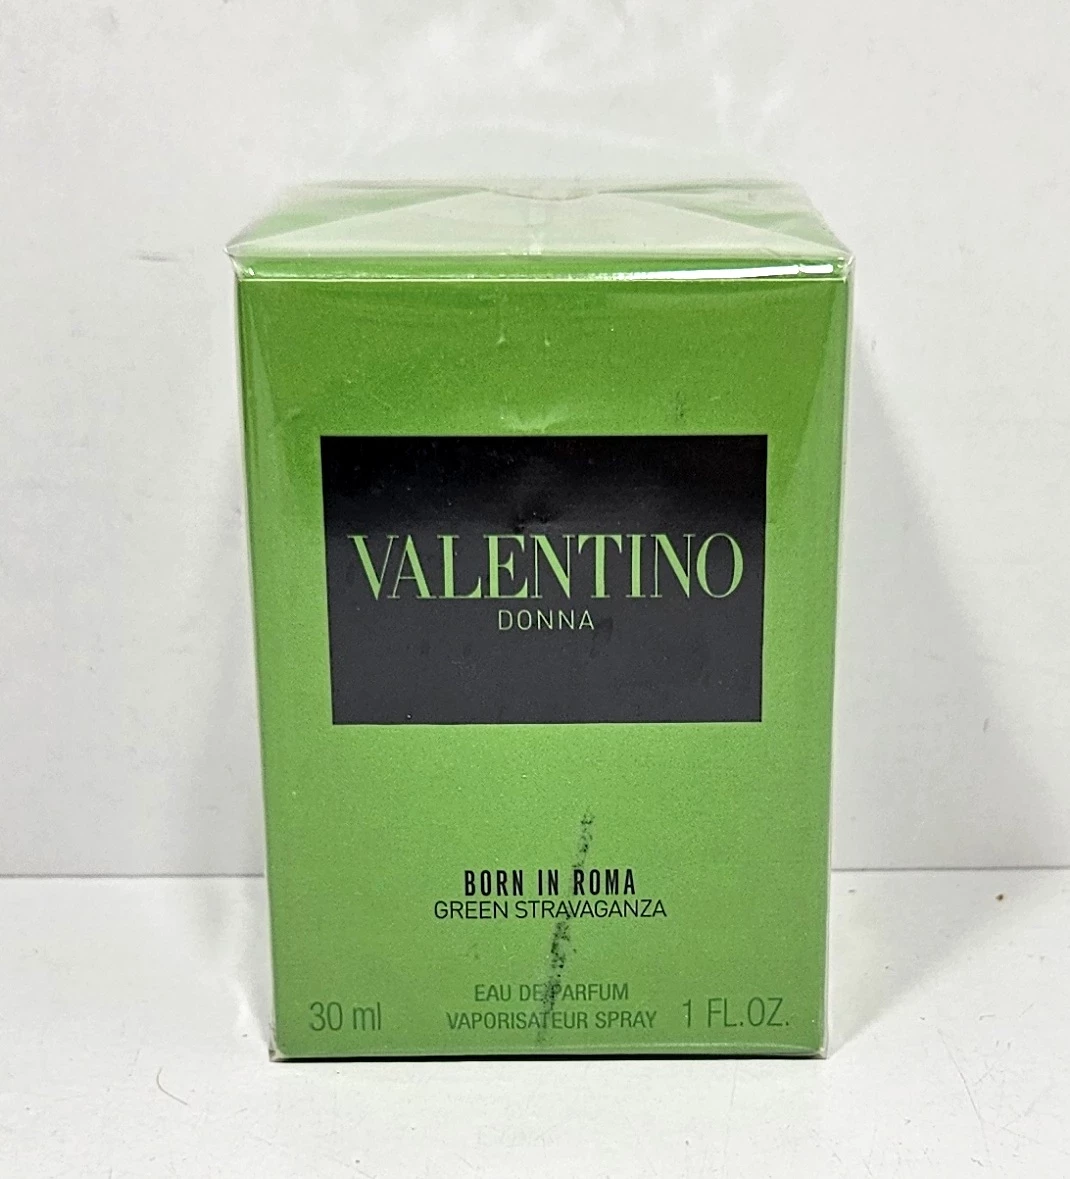 VALENTINO
DONNA
BORN IN ROMA
GREEN STRAVAGANZA
EAU DE PARFUM
30 ml VAPORISATEUR SPRAY 1 FL.OZ.